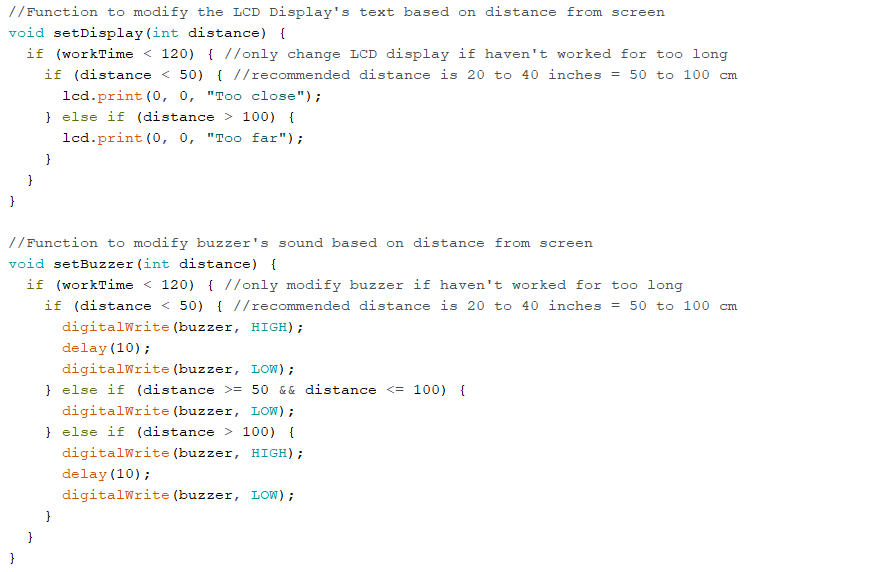 //Function to modify the LCD Display's text based on distance from screen
void setDisplay(int distance) {
  if (workTime < 120) { //only change LCD display if haven't worked for too long
    if (distance < 50) { //recommended distance is 20 to 40 inches = 50 to 100 cm
      lcd.print(0, 0, "Too close");
    } else if (distance > 100) {
      lcd.print(0, 0, "Too far");
    }
  }
}

//Function to modify buzzer's sound based on distance from screen
void setBuzzer(int distance) {
  if (workTime < 120) { //only modify buzzer if haven't worked for too long
    if (distance < 50) { //recommended distance is 20 to 40 inches = 50 to 100 cm
      digitalWrite(buzzer, HIGH);
      delay(10);
      digitalWrite(buzzer, LOW);
    } else if (distance >= 50 && distance <= 100) {
      digitalWrite(buzzer, LOW);
    } else if (distance > 100) {
      digitalWrite(buzzer, HIGH);
      delay(10);
      digitalWrite(buzzer, LOW);
    }
  }
}